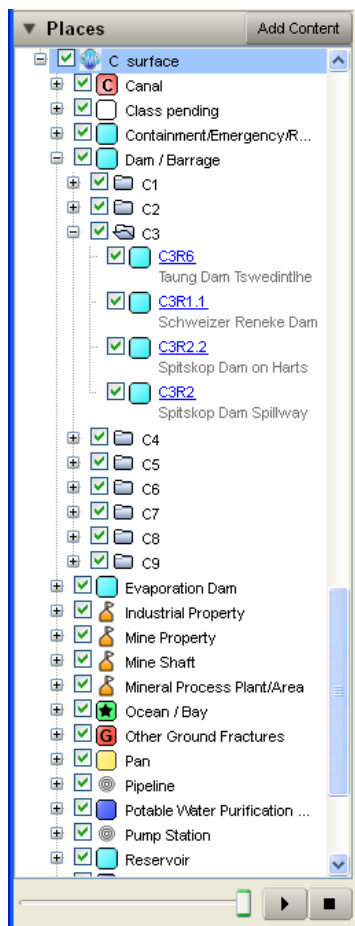 Places Add Content
C surface
C Canal
Class pending
Containment/Emergency/R...
Dam / Barrage
C1
C2
C3
C3R6
Taung Dam Tswedintlhe
C3R1.1
Schweizer Reneke Dam
C3R2.2
Spitskop Dam on Harts
C3R2
Spitskop Dam Spillway
C4
C5
C6
C7
C8
C9
Evaporation Dam
Industrial Property
Mine Property
Mine Shaft
Mineral Process Plant/Area
Ocean / Bay
G Other Ground Fractures
Pan
Pipeline
Potable Water Purification ...
Pump Station
Reservoir